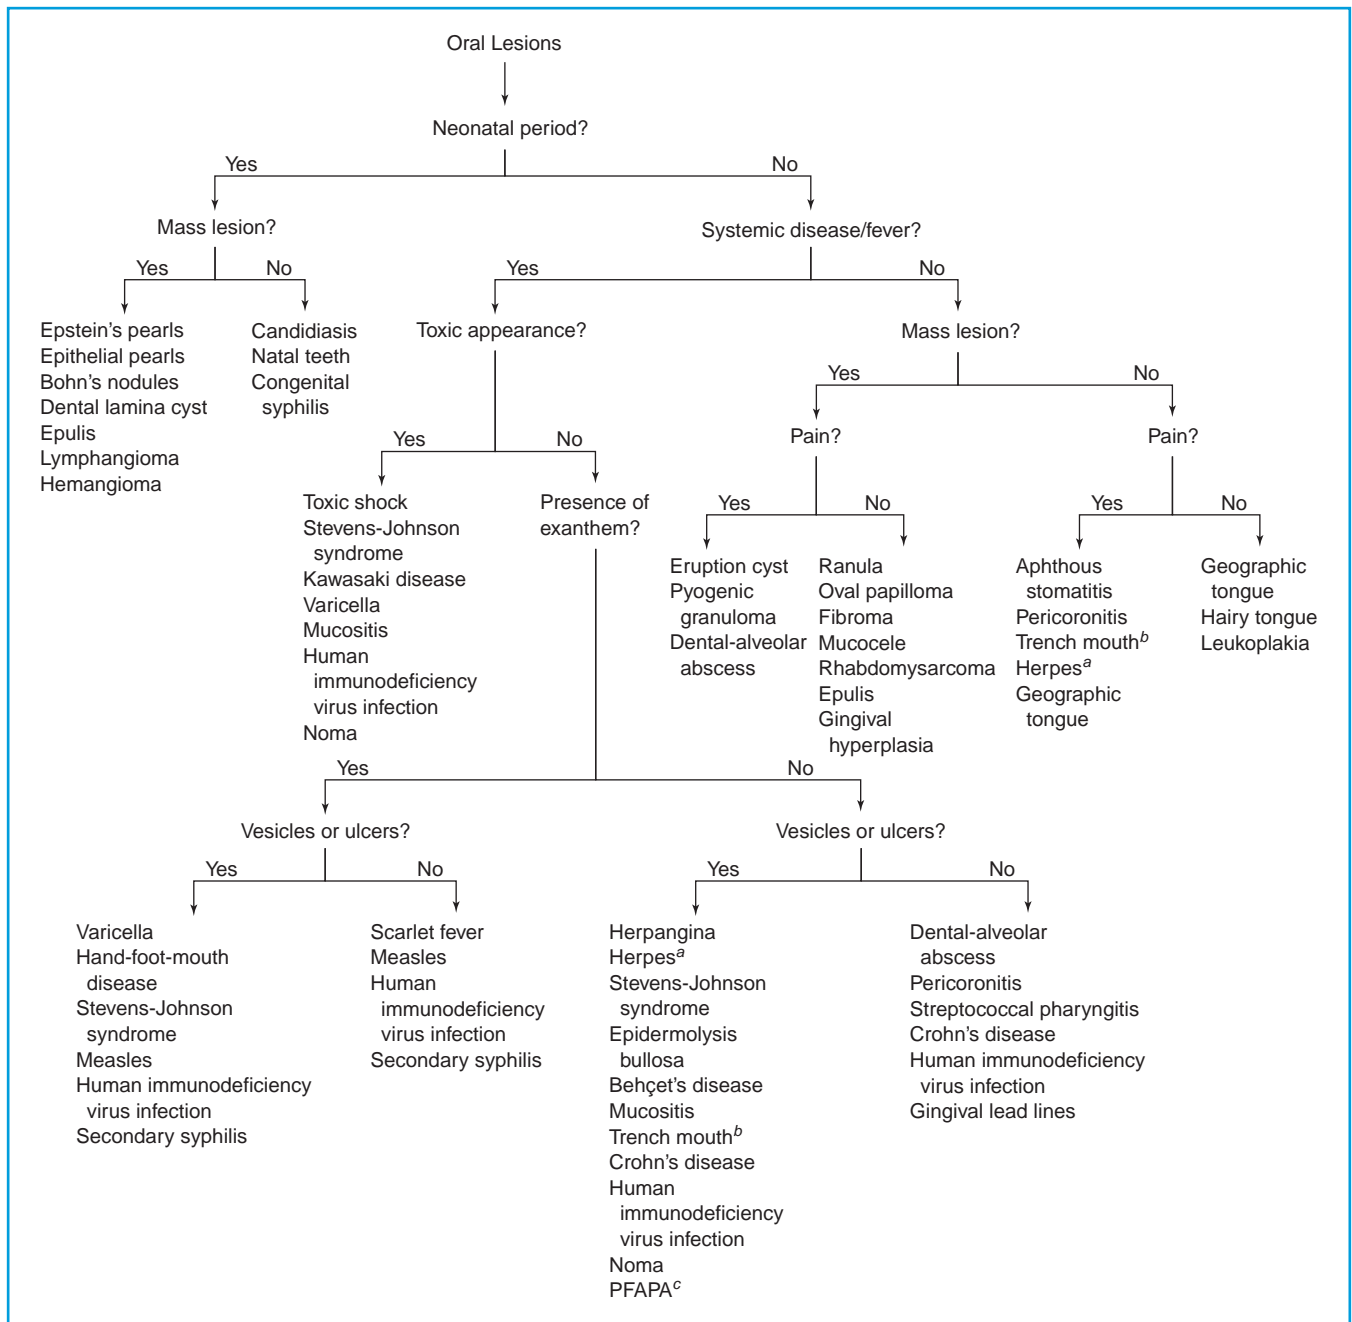 Oral Lesions
Neonatal period?
Yes
No
Mass lesion?
Systemic disease/fever?
Yes
No
Yes
No
Epstein's pearls
Epithelial pearls
Bohn's nodules
Dental lamina cyst
Epulis
Lymphangioma
Hemangioma
Candidiasis
Natal teeth
Congenital
syphilis
Toxic appearance?
Mass lesion?
Yes
No
Yes
No
Pain?
Pain?
Toxic shock
Stevens-Johnson
syndrome
Kawasaki disease
Varicella
Mucositis
Human
immunodeficiency
virus infection
Noma
Presence of
exanthem?
Yes
No
Yes
No
Eruption cyst
Pyogenic
granuloma
Dental-alveolar
abscess
Ranula
Oval papilloma
Fibroma
Mucocele
Rhabdomysarcoma
Epulis
Gingival
hyperplasia
Aphthous
stomatitis
Pericoronitis
Trench mouth^b
Herpes^a
Geographic
tongue
Geographic
tongue
Hairy tongue
Leukoplakia
Yes
No
Vesicles or ulcers?
Vesicles or ulcers?
Yes
No
Yes
No
Varicella
Hand-foot-mouth
disease
Stevens-Johnson
syndrome
Measles
Human immunodeficiency
virus infection
Secondary syphilis
Scarlet fever
Measles
Human
immunodeficiency
virus infection
Secondary syphilis
Herpangina
Herpes^a
Stevens-Johnson
syndrome
Epidermolysis
bullosa
Behçet's disease
Mucositis
Trench mouth^b
Crohn's disease
Human
immunodeficiency
virus infection
Noma
PFAPA^c
Dental-alveolar
abscess
Pericoronitis
Streptococcal pharyngitis
Crohn's disease
Human immunodeficiency
virus infection
Gingival lead lines